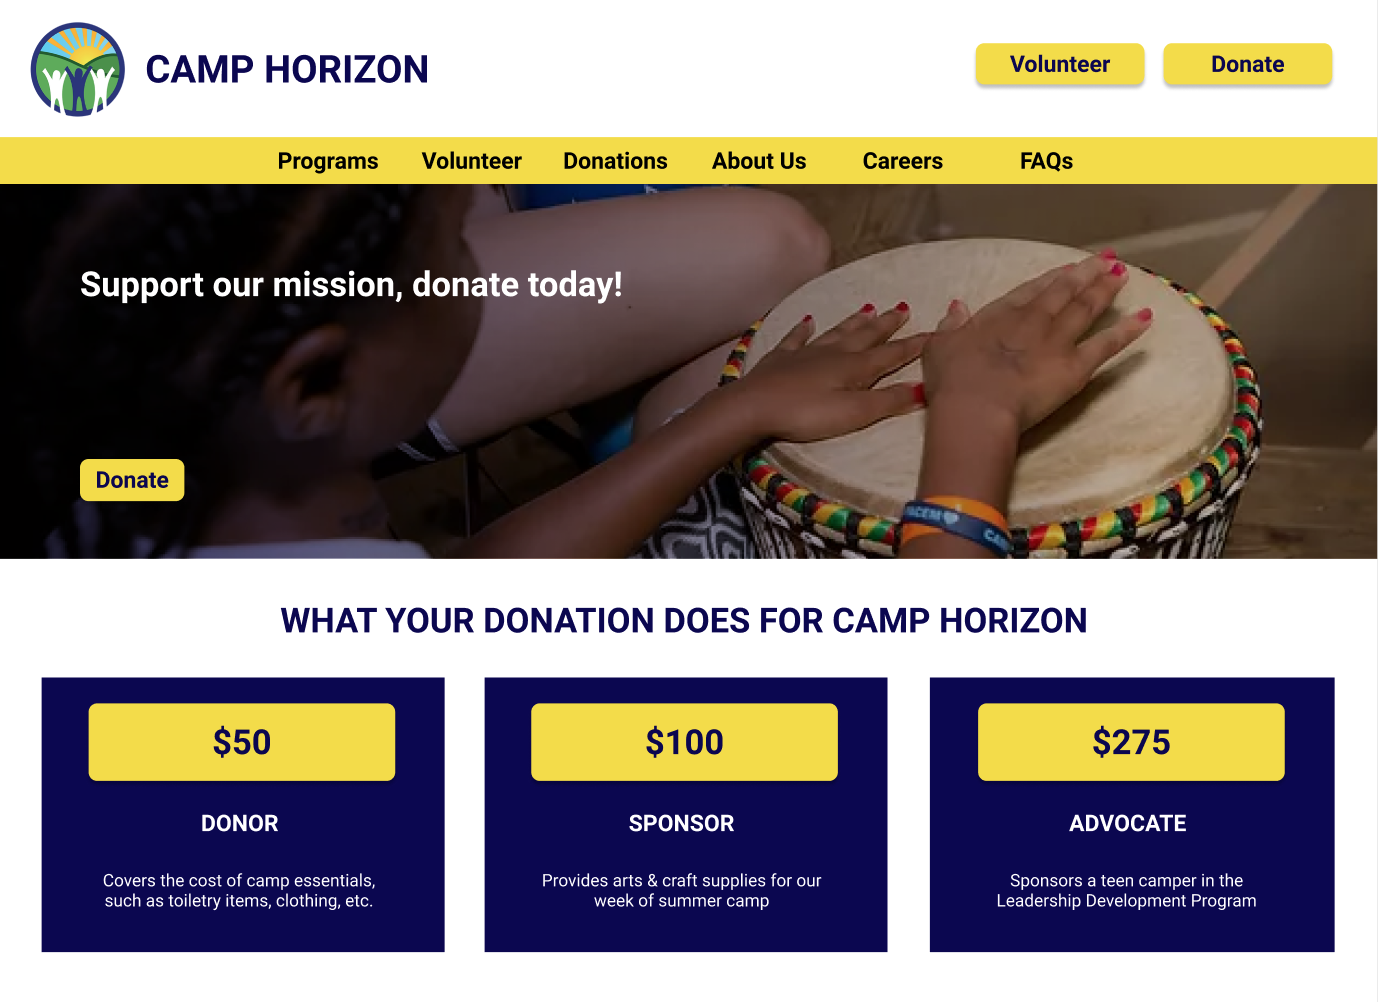 CAMP HORIZON
Volunteer
Donate
Programs
Volunteer
Donations
About Us
Careers
FAQs
Support our mission, donate today!
Donate
WHAT YOUR DONATION DOES FOR CAMP HORIZON
$50
DONOR
Covers the cost of camp essentials,
such as toiletry items, clothing, etc.
$100
SPONSOR
Provides arts & craft supplies for our
week of summer camp
$275
ADVOCATE
Sponsors a teen camper in the
Leadership Development Program